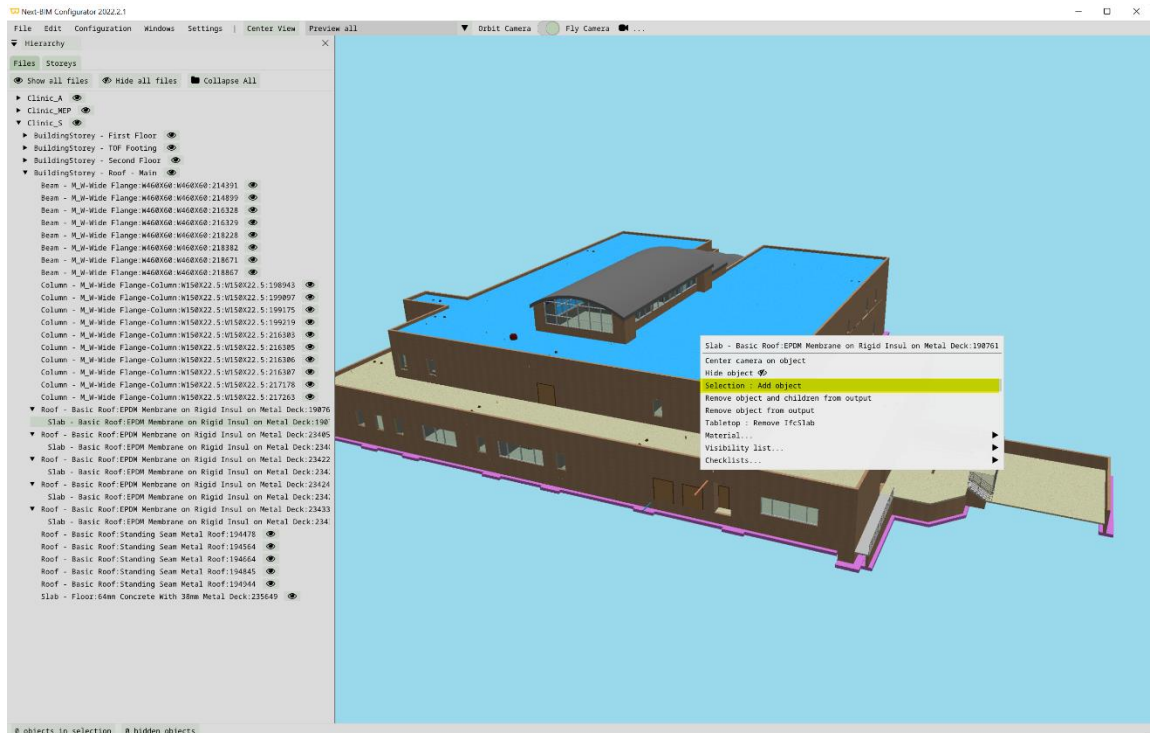 Next-BIM Configurator 2022.2.1
File Edit Configuration Windows Settings | Center View Preview all Orbit Camera Fly Camera ...
Hierarchy
Files Storeys
Show all files Hide all files Collapse All
Clinic_A
Clinic_MEP
Clinic_S
BuildingStorey - First Floor
BuildingStorey - TOF Footing
BuildingStorey - Second Floor
BuildingStorey - Roof - Main
Beam - M_W-Wide Flange:W460X60:W460X60:214391
Beam - M_W-Wide Flange:W460X60:W460X60:214899
Beam - M_W-Wide Flange:W460X60:W460X60:216328
Beam - M_W-Wide Flange:W460X60:W460X60:216329
Beam - M_W-Wide Flange:W460X60:W460X60:218228
Beam - M_W-Wide Flange:W460X60:W460X60:218382
Beam - M_W-Wide Flange:W460X60:W460X60:218671
Beam - M_W-Wide Flange:W460X60:W460X60:218867
Column - M_W-Wide Flange-Column:W150X22.5:W150X22.5:198943
Column - M_W-Wide Flange-Column:W150X22.5:W150X22.5:199097
Column - M_W-Wide Flange-Column:W150X22.5:W150X22.5:199175
Column - M_W-Wide Flange-Column:W150X22.5:W150X22.5:199219
Column - M_W-Wide Flange-Column:W150X22.5:W150X22.5:216303
Column - M_W-Wide Flange-Column:W150X22.5:W150X22.5:216305
Column - M_W-Wide Flange-Column:W150X22.5:W150X22.5:216306
Column - M_W-Wide Flange-Column:W150X22.5:W150X22.5:216307
Column - M_W-Wide Flange-Column:W150X22.5:W150X22.5:217178
Column - M_W-Wide Flange-Column:W150X22.5:W150X22.5:217263
Roof - Basic Roof:EPDM Membrane on Rigid Insul on Metal Deck:19076
Slab - Basic Roof:EPDM Membrane on Rigid Insul on Metal Deck:190
Roof - Basic Roof:EPDM Membrane on Rigid Insul on Metal Deck:23405
Slab - Basic Roof:EPDM Membrane on Rigid Insul on Metal Deck:234
Roof - Basic Roof:EPDM Membrane on Rigid Insul on Metal Deck:23422
Slab - Basic Roof:EPDM Membrane on Rigid Insul on Metal Deck:234
Roof - Basic Roof:EPDM Membrane on Rigid Insul on Metal Deck:23424
Slab - Basic Roof:EPDM Membrane on Rigid Insul on Metal Deck:234
Roof - Basic Roof:EPDM Membrane on Rigid Insul on Metal Deck:23433
Slab - Basic Roof:EPDM Membrane on Rigid Insul on Metal Deck:234
Roof - Basic Roof:Standing Seam Metal Roof:194478
Roof - Basic Roof:Standing Seam Metal Roof:194564
Roof - Basic Roof:Standing Seam Metal Roof:194664
Roof - Basic Roof:Standing Seam Metal Roof:194845
Roof - Basic Roof:Standing Seam Metal Roof:194944
Slab - Floor:64mm Concrete With 38mm Metal Deck:235649
Slab - Basic Roof:EPDM Membrane on Rigid Insul on Metal Deck:190761
Center camera on object
Hide object
Selection : Add object
Remove object and children from output
Remove object from output
Tabletop : Remove IfcSlab
Material...
Visibility list...
Checklists...
0 objects in selection 0 hidden objects